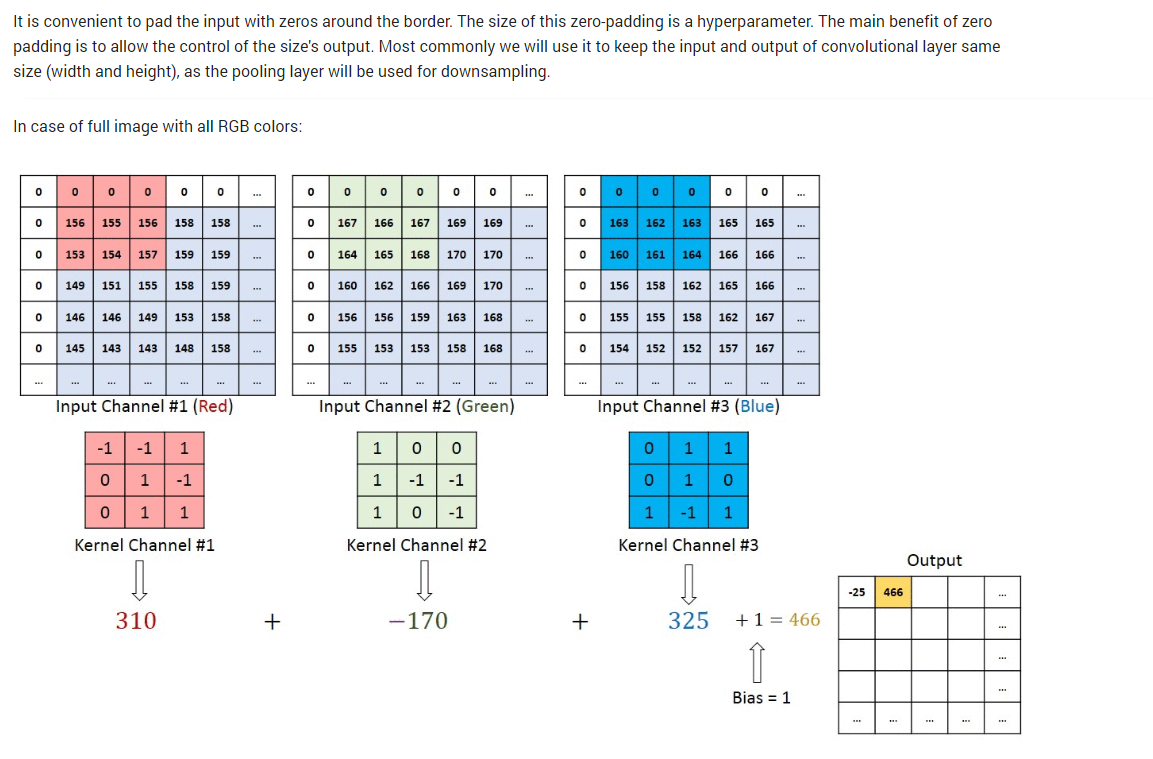 It is convenient to pad the input with zeros around the border. The size of this zero-padding is a hyperparameter. The main benefit of zero
padding is to allow the control of the size's output. Most commonly we will use it to keep the input and output of convolutional layer same
size (width and height), as the pooling layer will be used for downsampling.
In case of full image with all RGB colors:
0 0 0 0 0 0 ... 0 0 0 0 0 0 ... 0 0 0 0 0 0 ...
0 156 155 156 158 158 ... 0 167 166 167 169 169 ... 0 163 162 163 165 165 ...
0 153 154 157 159 159 ... 0 164 165 168 170 170 ... 0 160 161 164 166 166 ...
0 149 151 155 158 159 ... 0 160 162 166 169 170 ... 0 156 158 162 165 166 ...
0 146 146 149 153 158 ... 0 156 156 159 163 168 ... 0 155 155 158 162 167 ...
0 145 143 143 148 158 ... 0 155 153 153 158 168 ... 0 154 152 152 157 167 ...
... ... ... ... ... ... ... ... ... ... ... ... ... ... ... ... ... ... ... ... ...
Input Channel #1 (Red) Input Channel #2 (Green) Input Channel #3 (Blue)
-1 -1 1 1 0 0 0 1 1
0 1 -1 1 -1 -1 0 1 0
0 1 1 1 0 -1 1 -1 1
Kernel Channel #1 Kernel Channel #2 Kernel Channel #3
Output
-25 466 ...
310 + −170 + 325 + 1 = 466
...
...
...
Bias = 1
... ... ... ... ...